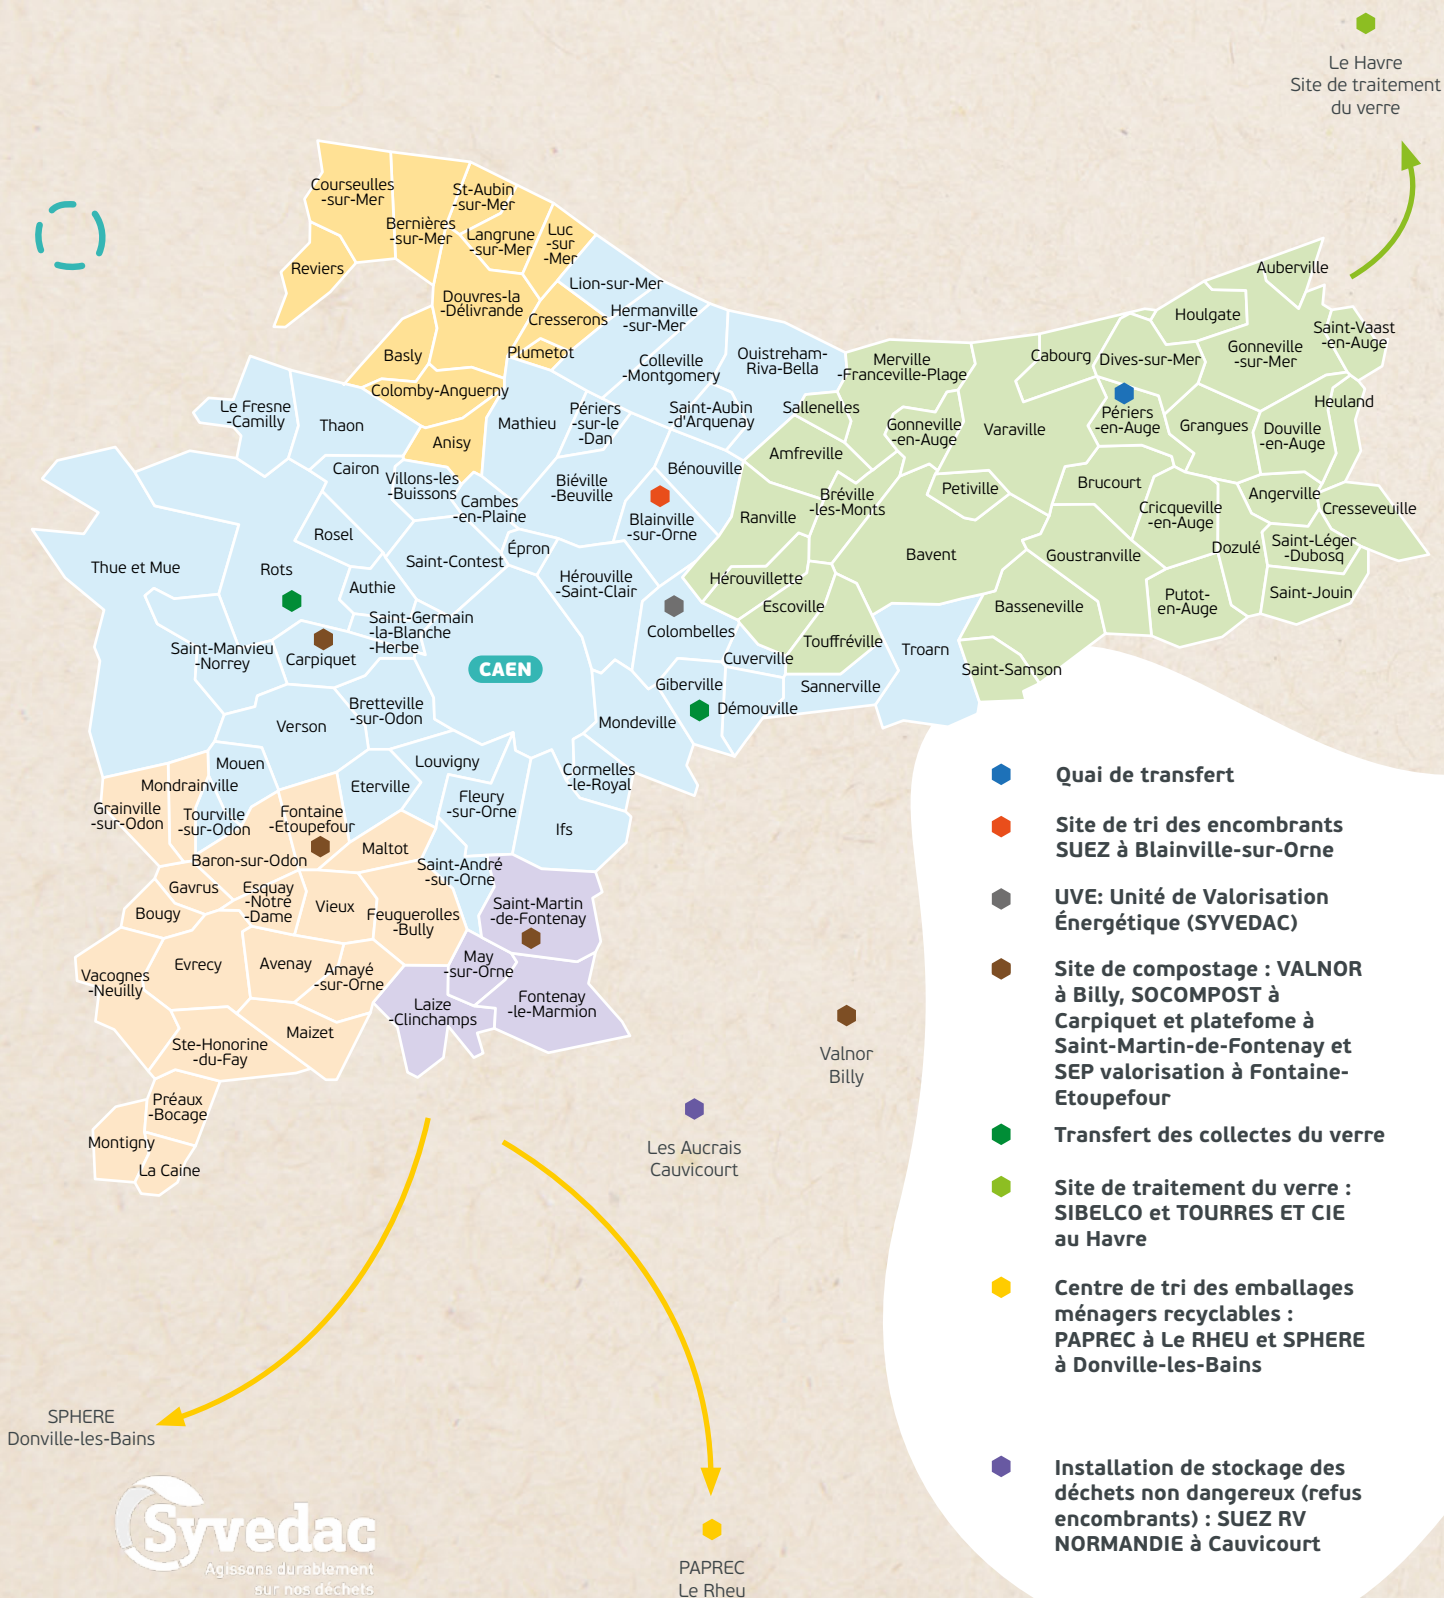 Le Havre
Site de traitement
du verre
Courseulles
-sur-Mer
Bernières
-sur-Mer
St-Aubin
-sur-Mer
Langrune
-sur-Mer
Luc
-sur
-Mer
Reviers
Douvres-la
-Délivrande
Cresserons
Plumetot
Basly
Colomby-Anguerny
Anisy
Lion-sur-Mer
Hermanville
-sur-Mer
Colleville
-Montgomery
Ouistreham-
Riva-Bella
Le Fresne
-Camilly
Thaon
Mathieu
Périers
-sur-le
-Dan
Saint-Aubin
-d'Arquenay
Cairon
Villons-les
-Buissons
Cambes
-en-Plaine
Biéville
-Beuville
Bénouville
Blainville
-sur-Orne
Rosel
Saint-Contest
Épron
Hérouville
-Saint-Clair
Thue et Mue
Rots
Authie
Saint-Germain
-la-Blanche
-Herbe
Saint-Manvieu
-Norrey
Carpiquet
CAEN
Colombelles
Cuverville
Giberville
Démouville
Sannerville
Troarn
Mondeville
Bretteville
-sur-Odon
Verson
Mouen
Louvigny
Eterville
Fleury
-sur-Orne
Cormelles
-le-Royal
Ifs
Tourville
-sur-Odon
Saint-André
-sur-Orne
Auberville
Houlgate
Saint-Vaast
-en-Auge
Gonneville
-sur-Mer
Cabourg
Dives-sur-Mer
Merville
-Franceville-Plage
Sallenelles
Gonneville
-en-Auge
Varaville
Périers
-en-Auge
Grangues
Douville
-en-Auge
Heuland
Amfreville
Bréville
-les-Monts
Petiville
Brucourt
Cricqueville
-en-Auge
Angerville
Cresseveuille
Ranville
Bavent
Goustranville
Dozulé
Saint-Léger
-Dubosq
Hérouvillette
Escoville
Touffréville
Basseneville
Putot-
en-Auge
Saint-Jouin
Saint-Samson
Mondrainville
Grainville
-sur-Odon
Fontaine
-Etoupefour
Baron-sur-Odon
Maltot
Gavrus
Esquay
-Notre
-Dame
Vieux
Feuguerolles
-Bully
Bougy
Vacognes
-Neuilly
Evrecy
Avenay
Amayé
-sur-Orne
Ste-Honorine
-du-Fay
Maizet
Préaux
-Bocage
Montigny
La Caine
Saint-Martin
-de-Fontenay
May
-sur-Orne
Laize
-Clinchamps
Fontenay
-le-Marmion
Valnor
Billy
Les Aucrais
Cauvicourt
SPHERE
Donville-les-Bains
PAPREC
Le Rheu
Quai de transfert
Site de tri des encombrants
SUEZ à Blainville-sur-Orne
UVE: Unité de Valorisation
Énergétique (SYVEDAC)
Site de compostage : VALNOR
à Billy, SOCOMPOST à
Carpiquet et plateforme à
Saint-Martin-de-Fontenay et
SEP valorisation à Fontaine-
Etoupefour
Transfert des collectes du verre
Site de traitement du verre :
SIBELCO et TOURRES ET CIE
au Havre
Centre de tri des emballages
ménagers recyclables :
PAPREC à Le RHEU et SPHERE
à Donville-les-Bains
Installation de stockage des
déchets non dangereux (refus
encombrants) : SUEZ RV
NORMANDIE à Cauvicourt
Syvedac
Agissons durablement
sur nos déchets